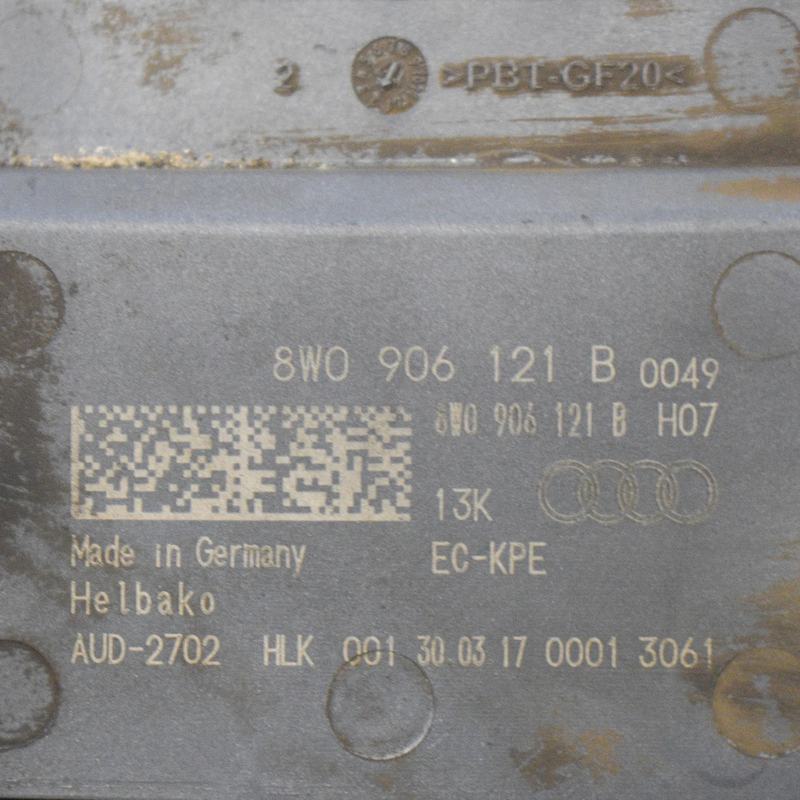 2 >PBT-GF20<
8W0 906 121 B 0049
8W0 906 121 B H07
13K
Made in Germany EC-KPE
Helbako
AUD-2702 HLK 001 30 03 17 0001 3061